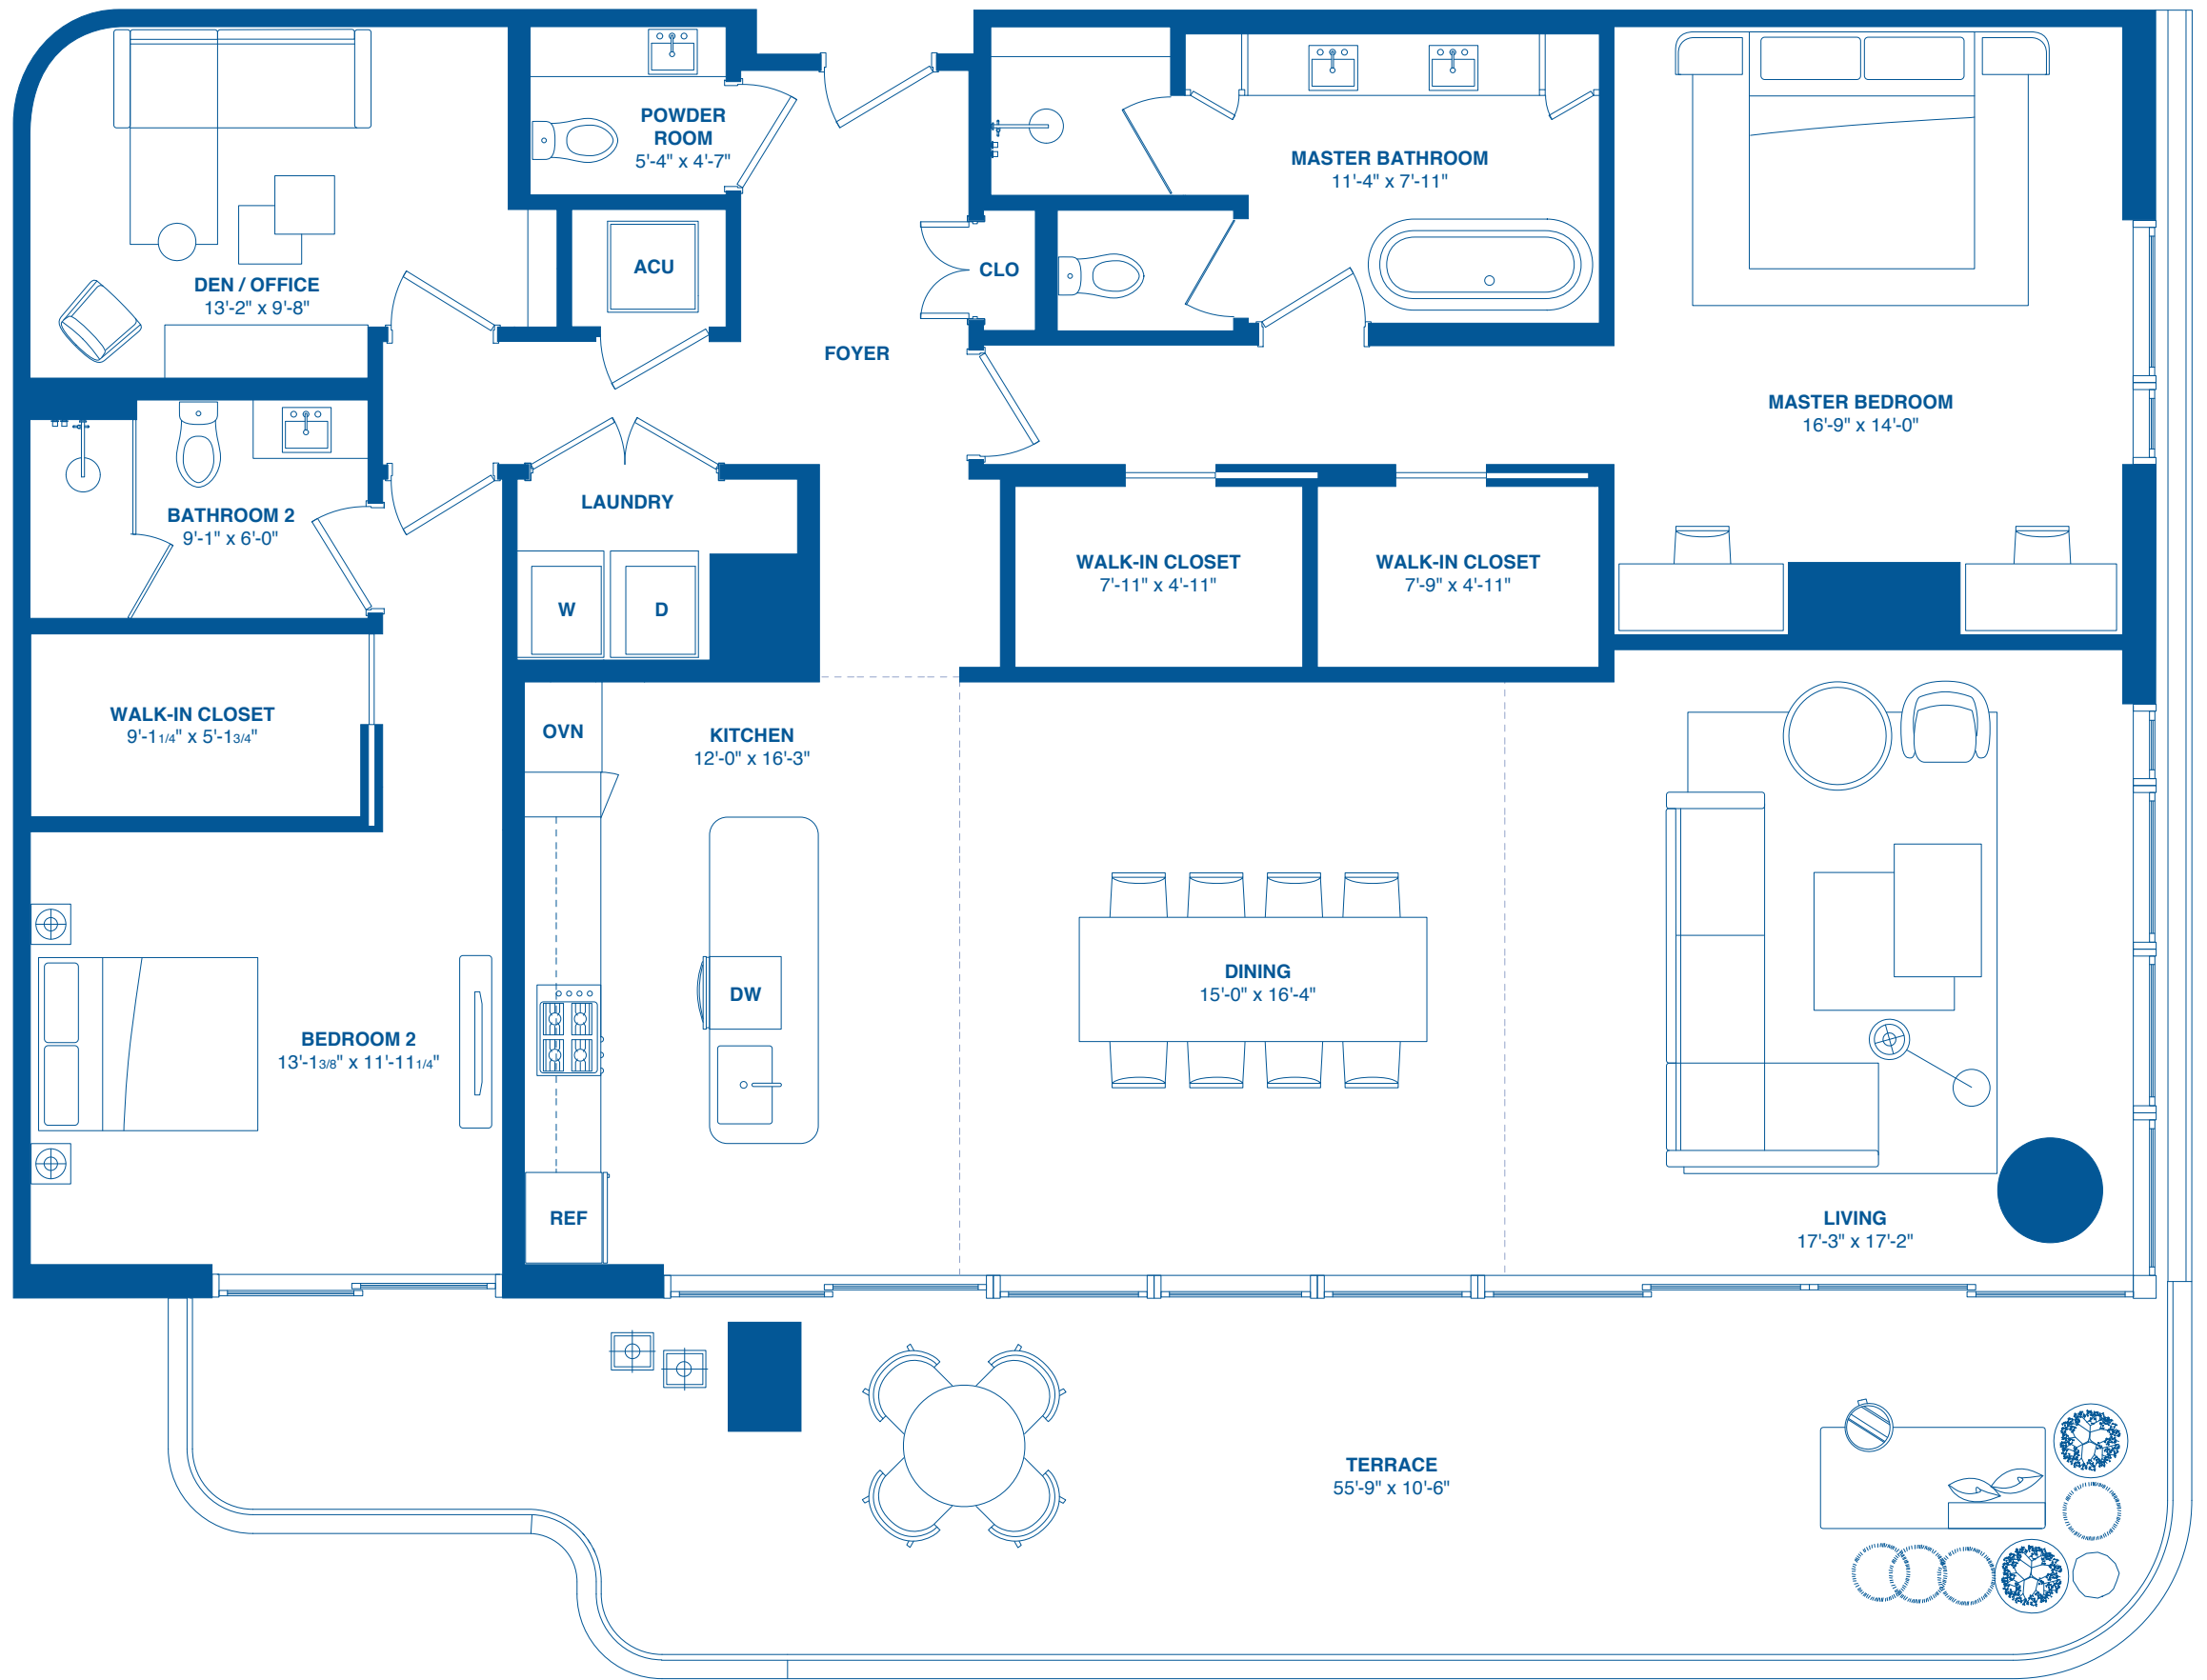 POWDER
ROOM
5'-4" x 4'-7"
MASTER BATHROOM
11'-4" x 7'-11"
DEN / OFFICE
13'-2" x 9'-8"
ACU
CLO
FOYER
MASTER BEDROOM
16'-9" x 14'-0"
BATHROOM 2
9'-1" x 6'-0"
LAUNDRY
W
D
WALK-IN CLOSET
7'-11" x 4'-11"
WALK-IN CLOSET
7'-9" x 4'-11"
WALK-IN CLOSET
9'-1 1/4" x 5'-1 3/4"
OVN
KITCHEN
12'-0" x 16'-3"
DW
DINING
15'-0" x 16'-4"
BEDROOM 2
13'-1 3/8" x 11'-11 1/4"
REF
LIVING
17'-3" x 17'-2"
TERRACE
55'-9" x 10'-6"